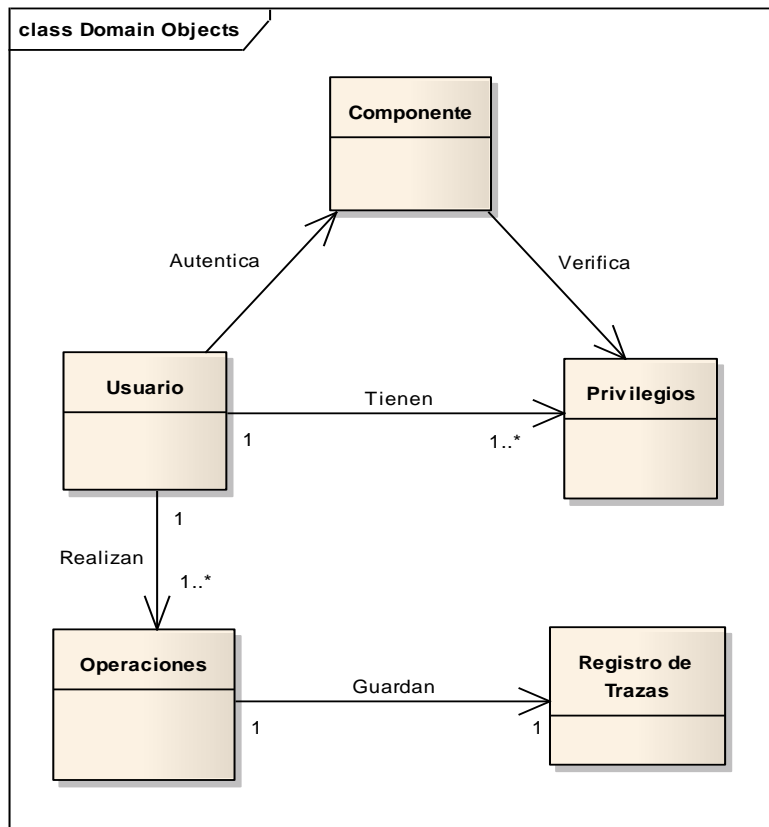 class Domain Objects
Componente
Autentica
Verifica
Usuario
Tienen
Privilegios
1
1..*
1
Realizan
1..*
Operaciones
Guardan
Registro de
Trazas
1
1